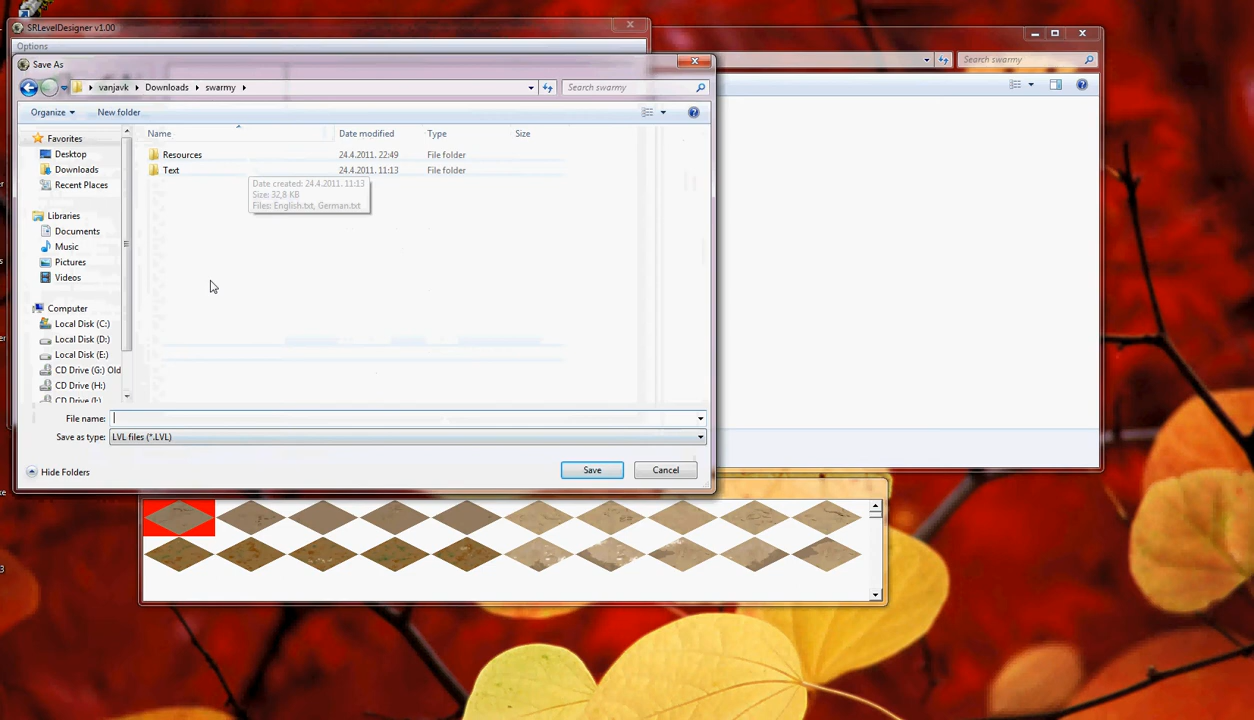 SRLevelDesigner v1.00
Options
Save As
vanjavk
Downloads
swarmy
Search swarmy
Search swarmy
Organize
New folder
Name
Date modified
Type
Size
Favorites
Desktop
Downloads
Recent Places
Libraries
Documents
Music
Pictures
Videos
Computer
Local Disk (C:)
Local Disk (D:)
Local Disk (E:)
CD Drive (G:) Old
CD Drive (H:)
CD Drive (I:)
Resources
24.4.2011. 22:49
File folder
Text
24.4.2011. 11:13
File folder
Date created: 24.4.2011. 11:13
Size: 32,8 KB
Files: English.txt, German.txt
File name:
Save as type:
LVL files (*.LVL)
Hide Folders
Save
Cancel